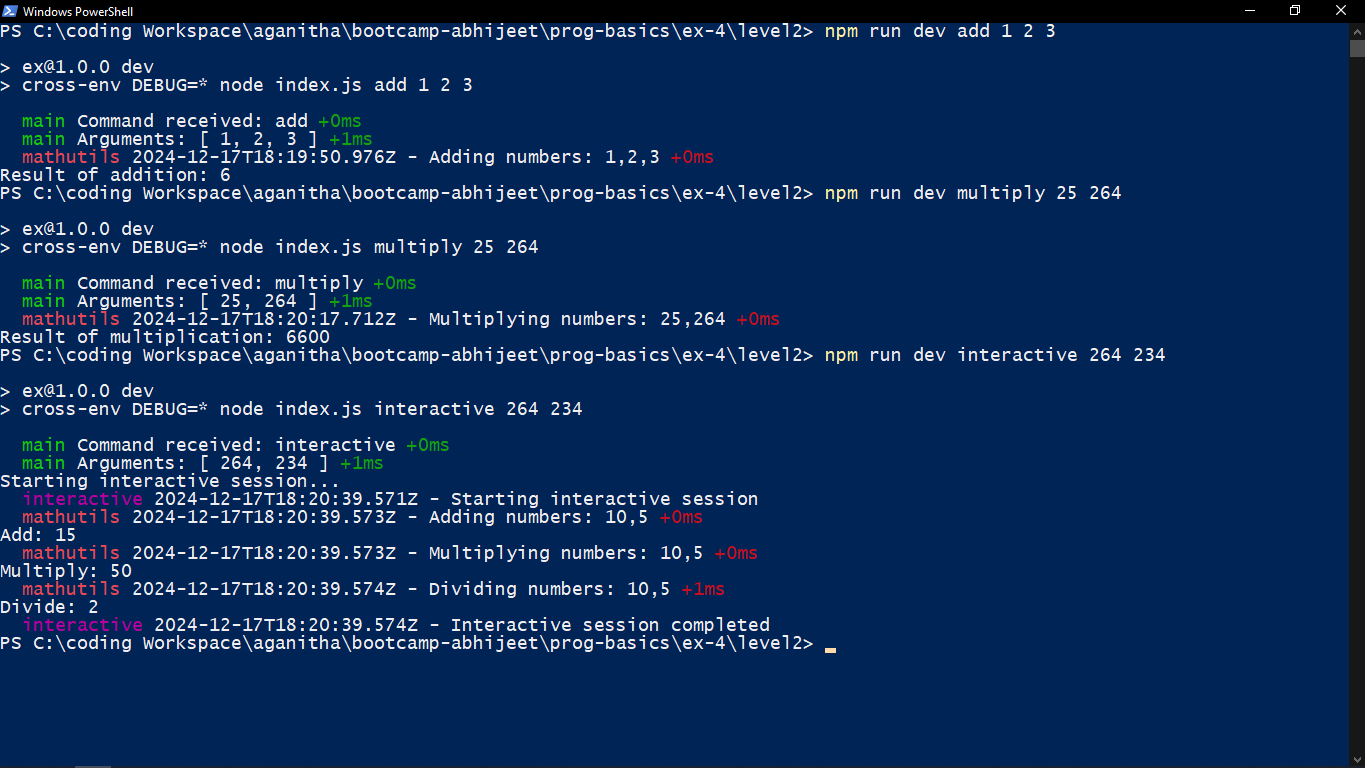 Windows PowerShell
PS C:\coding Workspace\aganitha\bootcamp-abhijeet\prog-basics\ex-4\level2> npm run dev add 1 2 3
> ex@1.0.0 dev
> cross-env DEBUG=* node index.js add 1 2 3
main Command received: add +0ms
main Arguments: [ 1, 2, 3 ] +1ms
mathutils 2024-12-17T18:19:50.976Z - Adding numbers: 1,2,3 +0ms
Result of addition: 6
PS C:\coding Workspace\aganitha\bootcamp-abhijeet\prog-basics\ex-4\level2> npm run dev multiply 25 264
> ex@1.0.0 dev
> cross-env DEBUG=* node index.js multiply 25 264
main Command received: multiply +0ms
main Arguments: [ 25, 264 ] +1ms
mathutils 2024-12-17T18:20:17.712Z - Multiplying numbers: 25,264 +0ms
Result of multiplication: 6600
PS C:\coding Workspace\aganitha\bootcamp-abhijeet\prog-basics\ex-4\level2> npm run dev interactive 264 234
> ex@1.0.0 dev
> cross-env DEBUG=* node index.js interactive 264 234
main Command received: interactive +0ms
main Arguments: [ 264, 234 ] +1ms
Starting interactive session...
interactive 2024-12-17T18:20:39.571Z - Starting interactive session
mathutils 2024-12-17T18:20:39.573Z - Adding numbers: 10,5 +0ms
Add: 15
mathutils 2024-12-17T18:20:39.573Z - Multiplying numbers: 10,5 +0ms
Multiply: 50
mathutils 2024-12-17T18:20:39.574Z - Dividing numbers: 10,5 +1ms
Divide: 2
interactive 2024-12-17T18:20:39.574Z - Interactive session completed
PS C:\coding Workspace\aganitha\bootcamp-abhijeet\prog-basics\ex-4\level2>